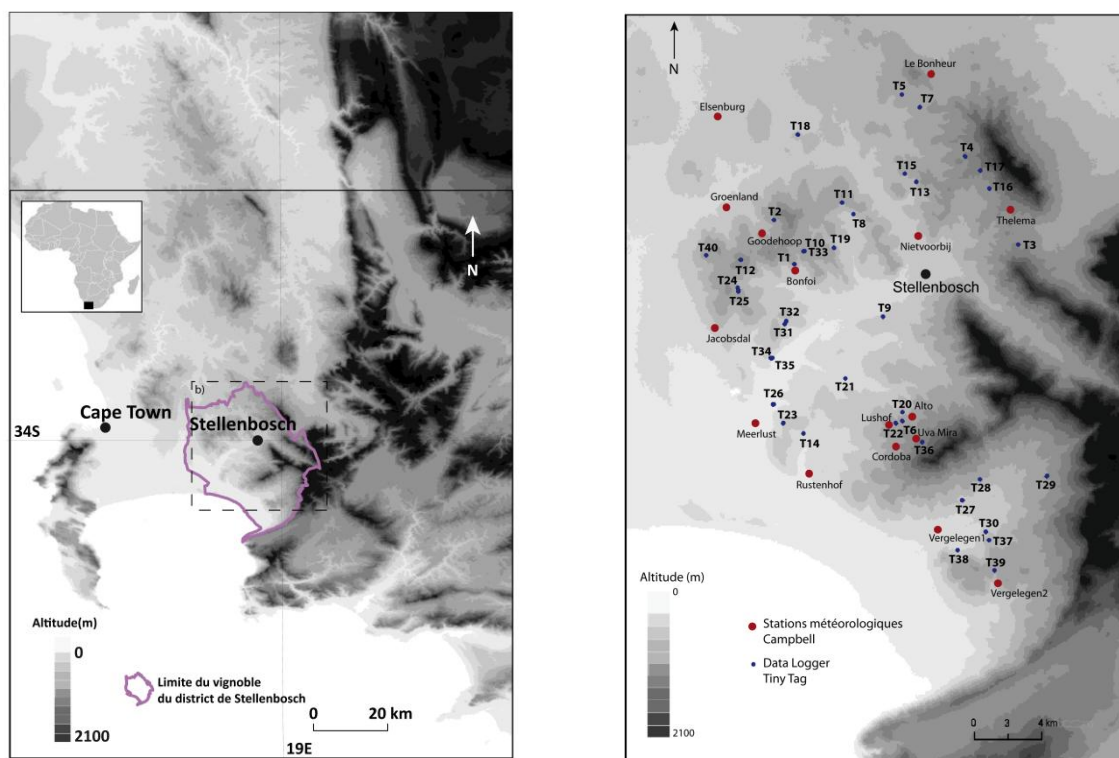 N
b)
Cape Town
Stellenbosch
34S
Altitude(m)
0
2100
Limite du vignoble
du district de Stellenbosch
0 20 km
19E
N
Le Bonheur
T5
T7
Elsenburg
T18
T4
T17
T15
T13
T16
Groenland
T11
T2
T8
Thelema
Goodehoop
T10
T19
Nietvoorbij
T3
T40
T33
T12
T1
Bonfoi
T24
T25
Stellenbosch
T9
T32
T31
Jacobsdal
T34
T35
T21
T26
T20
Alto
T23
Lushof
T22
T6
Uva Mira
Meerlust
T14
T36
Cordoba
Rustenhof
T28
T29
T27
T30
Vergelegen1
T37
T38
T39
Vergelegen2
Altitude (m)
0
2100
Stations météorologiques
Campbell
Data Logger
Tiny Tag
0 3 4 km